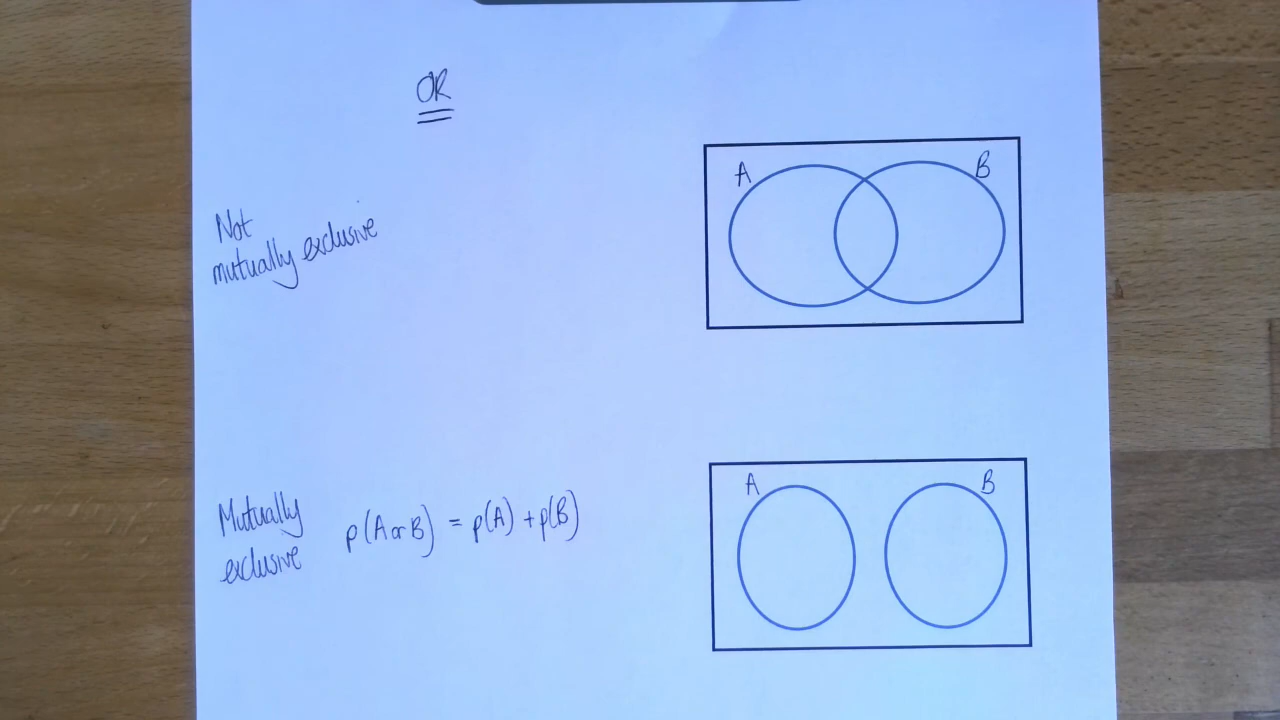 OR
A
B
Not
mutually exclusive
A
B
Mutually
exclusive
p(A or B) = p(A) + p(B)